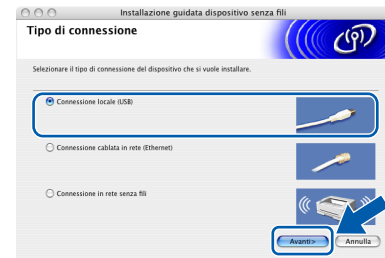 Installazione guidata dispositivo senza fili
Tipo di connessione
Selezionare il tipo di connessione del dispositivo che si vuole installare.
Connessione locale (USB)
Connessione cablata in rete (Ethernet)
Connessione in rete senza fili
Avanti>
Annulla